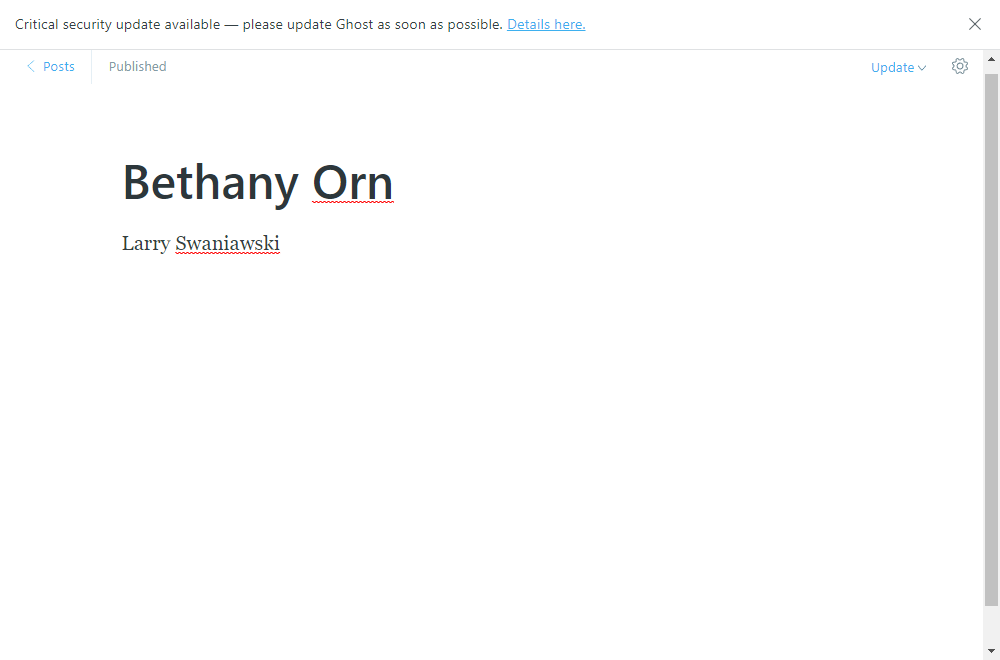 Critical security update available — please update Ghost as soon as possible. Details here.
Posts
Published
Update
Bethany Orn
Larry Swaniawski